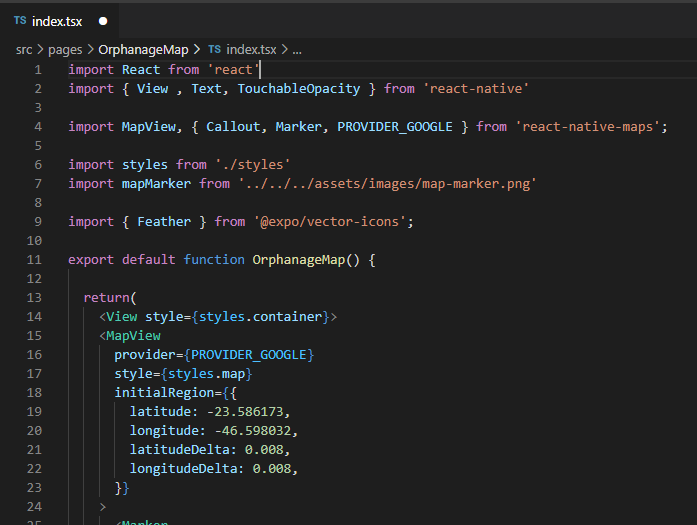 TS index.tsx
src > pages > OrphanageMap > TS index.tsx > ...
1 import React from 'react'
2 import { View , Text, TouchableOpacity } from 'react-native'
3
4 import MapView, { Callout, Marker, PROVIDER_GOOGLE } from 'react-native-maps';
5
6 import styles from './styles'
7 import mapMarker from '../../../assets/images/map-marker.png'
8
9 import { Feather } from '@expo/vector-icons';
10
11 export default function OrphanageMap() {
12
13 return(
14 <View style={styles.container}>
15 <MapView
16 provider={PROVIDER_GOOGLE}
17 style={styles.map}
18 initialRegion={{
19 latitude: -23.586173,
20 longitude: -46.598032,
21 latitudeDelta: 0.008,
22 longitudeDelta: 0.008,
23 }}
24 >
25 <Marker